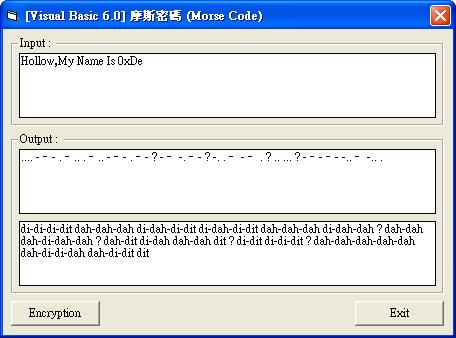 [Visual Basic 6.0] 摩斯密碼 (Morse Code)
Input :
Hollow,My Name Is 0xDe
Output :
.... - - - . - .. . - .. - - - . - - ? - - -. - - ? -. . - - - . ? .. ... ? - - - - - -.. - -.. .
di-di-di-dit dah-dah-dah di-dah-di-dit di-dah-di-dit dah-dah-dah di-dah-dah ? dah-dah
dah-di-dah-dah ? dah-dit di-dah dah-dah dit ? di-dit di-di-dit ? dah-dah-dah-dah-dah
dah-di-di-dah dah-di-dit dit
Encryption Exit